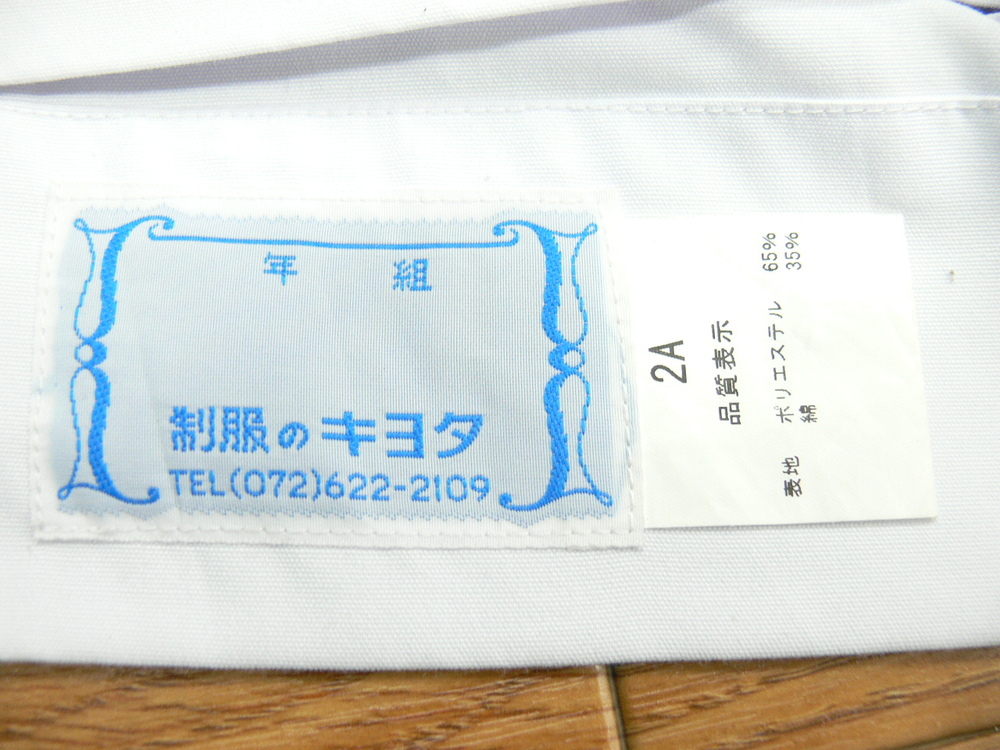 年 組
制服のキヨタ
TEL(072)622-2109
2A
品質表示
表地 ポリエステル 65%
綿 35%